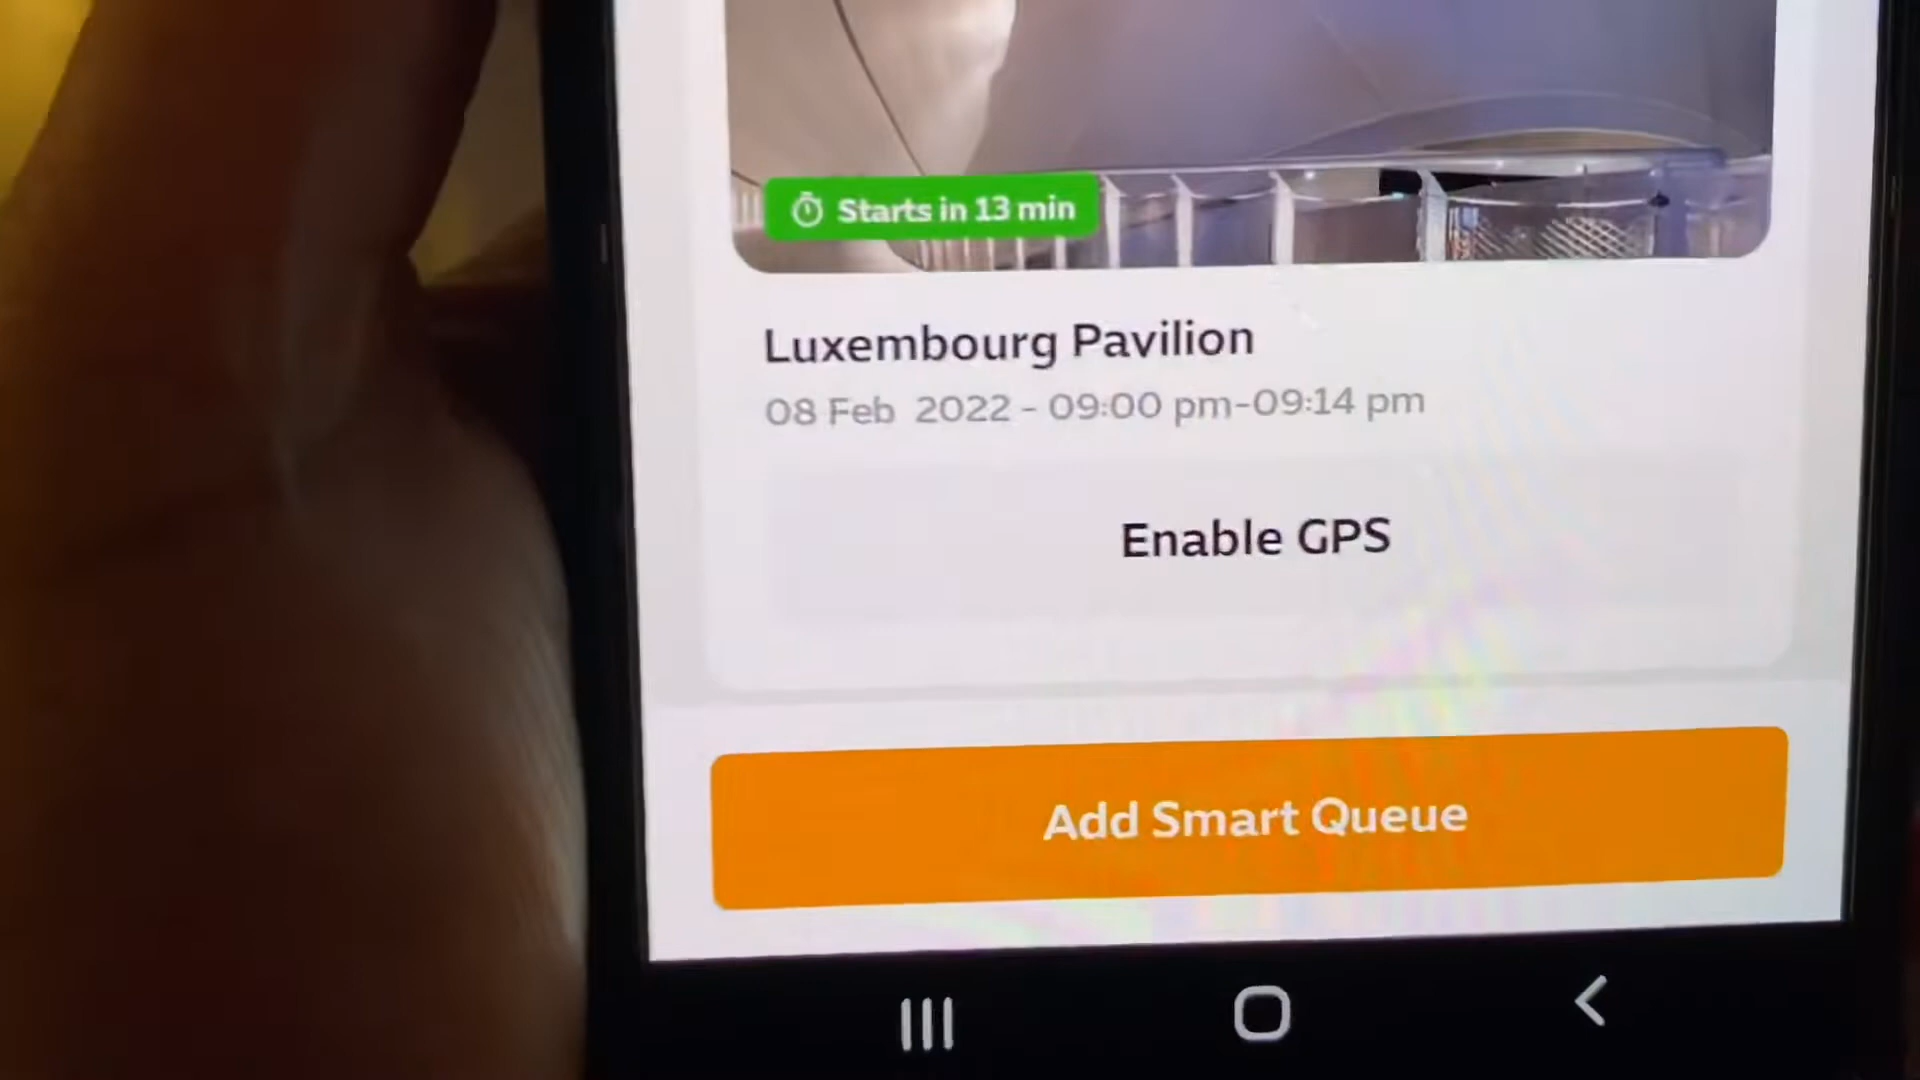 Starts in 13 min
Luxembourg Pavilion
08 Feb 2022 - 09:00 pm-09:14 pm
Enable GPS
Add Smart Queue